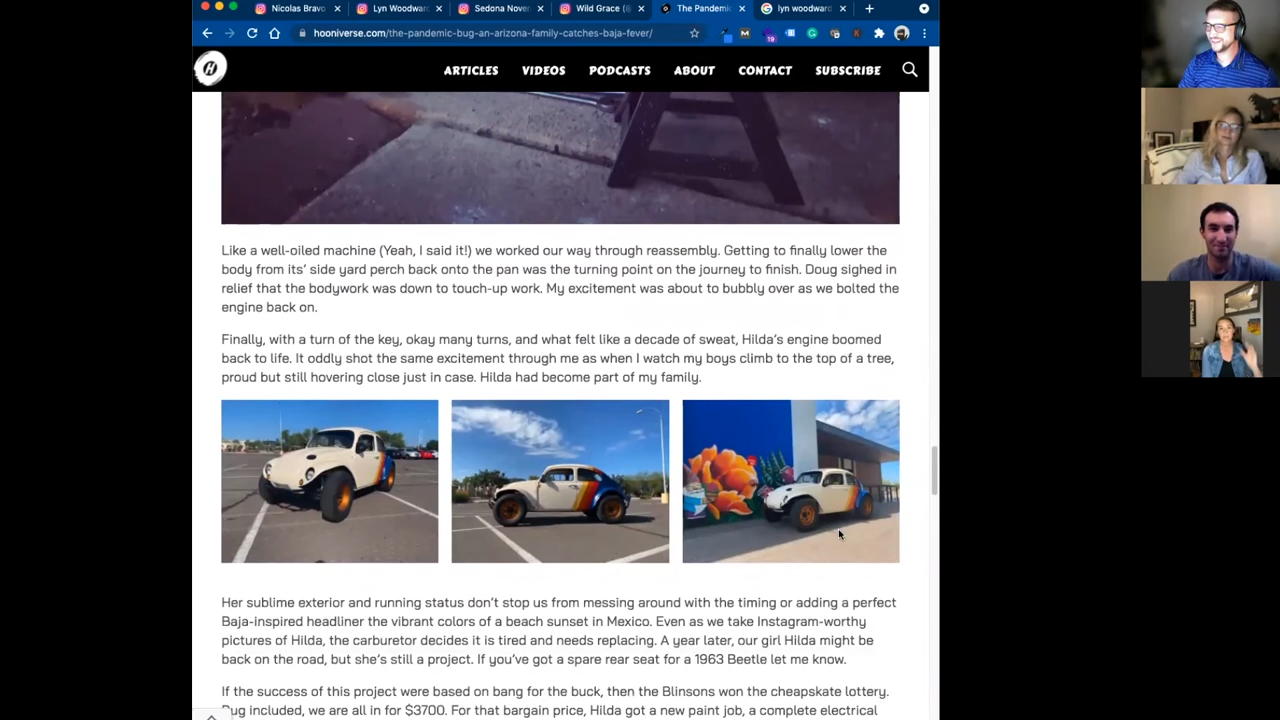 Nicolas Bravo
Lyn Woodward
Sedona Nove
Wild Grace (@
The Pandemic
lyn woodward
hooniverse.com/the-pandemic-bug-an-arizona-family-catches-baja-fever/
19
H
ARTICLES VIDEOS PODCASTS ABOUT CONTACT SUBSCRIBE
Like a well-oiled machine (Yeah, I said it!) we worked our way through reassembly. Getting to finally lower the
body from its’ side yard perch back onto the pan was the turning point on the journey to finish. Doug sighed in
relief that the bodywork was down to touch-up work. My excitement was about to bubbly over as we bolted the
engine back on.
Finally, with a turn of the key, okay many turns, and what felt like a decade of sweat, Hilda’s engine boomed
back to life. It oddly shot the same excitement through me as when I watch my boys climb to the top of a tree,
proud but still hovering close just in case. Hilda had become part of my family.
Her sublime exterior and running status don’t stop us from messing around with the timing or adding a perfect
Baja-inspired headliner the vibrant colors of a beach sunset in Mexico. Even as we take Instagram-worthy
pictures of Hilda, the carburetor decides it is tired and needs replacing. A year later, our girl Hilda might be
back on the road, but she’s still a project. If you’ve got a spare rear seat for a 1963 Beetle let me know.
If the success of this project were based on bang for the buck, then the Blinsons won the cheapskate lottery.
Bug included, we are all in for $3700. For that bargain price, Hilda got a new paint job, a complete electrical